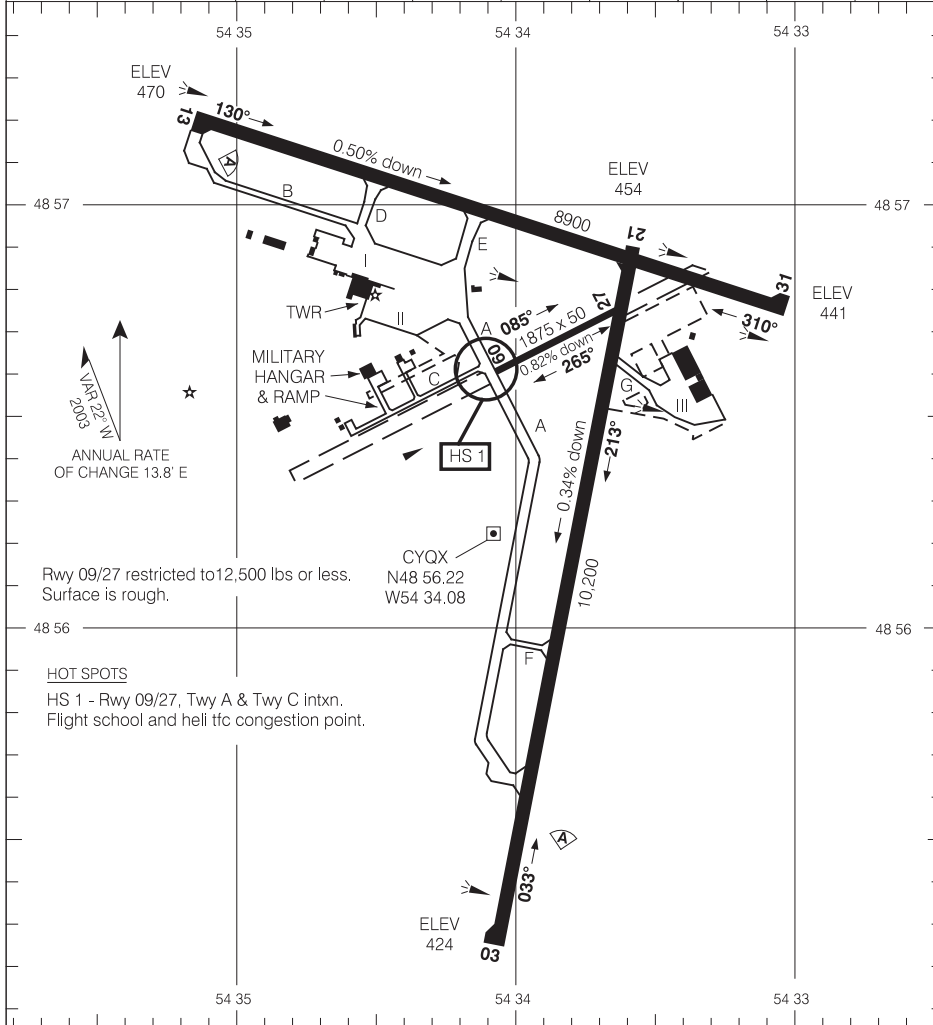 54 35
54 34
54 33
ELEV
470
13
130°
0.50% down
ELEV
454
A
B
D
48 57
48 57
8900
21
E
I
31
ELEV
441
310°
TWR
II
A
085°
27
1875 x 50
09
0.82% down
265°
MILITARY
HANGAR
& RAMP
C
G
III
VAR 22° W
2003
A
213°
HS 1
ANNUAL RATE
OF CHANGE 13.8' E
0.34% down
CYQX
N48 56.22
W54 34.08
Rwy 09/27 restricted to12,500 lbs or less.
Surface is rough.
10,200
48 56
48 56
F
HOT SPOTS
HS 1 - Rwy 09/27, Twy A & Twy C intxn.
Flight school and heli tfc congestion point.
A
033°
ELEV
424
03
54 35
54 34
54 33